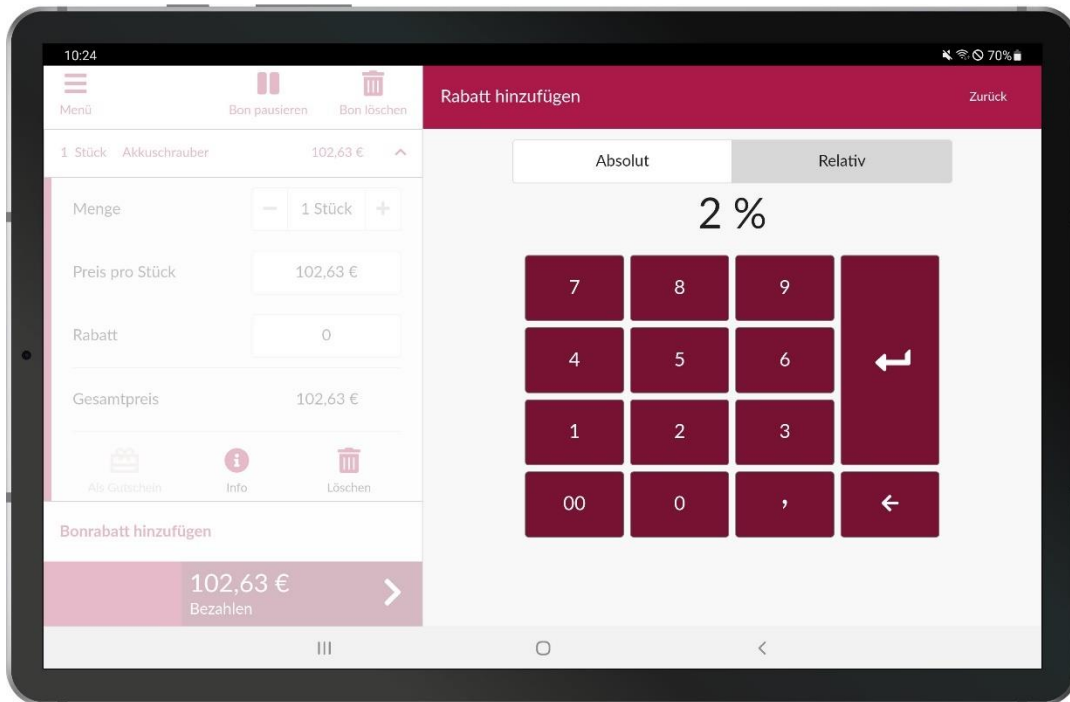 10:24
70%
Menü
Bon pausieren
Bon löschen
Rabatt hinzufügen
Zurück
1 Stück Akkuschrauber 102,63 €
Absolut
Relativ
2 %
Menge
1 Stück
Preis pro Stück
102,63 €
Rabatt
0
Gesamtpreis
102,63 €
Als Gutschein
Info
Löschen
Bonrabatt hinzufügen
102,63 €
Bezahlen
7 8 9
4 5 6
1 2 3
00 0 ,